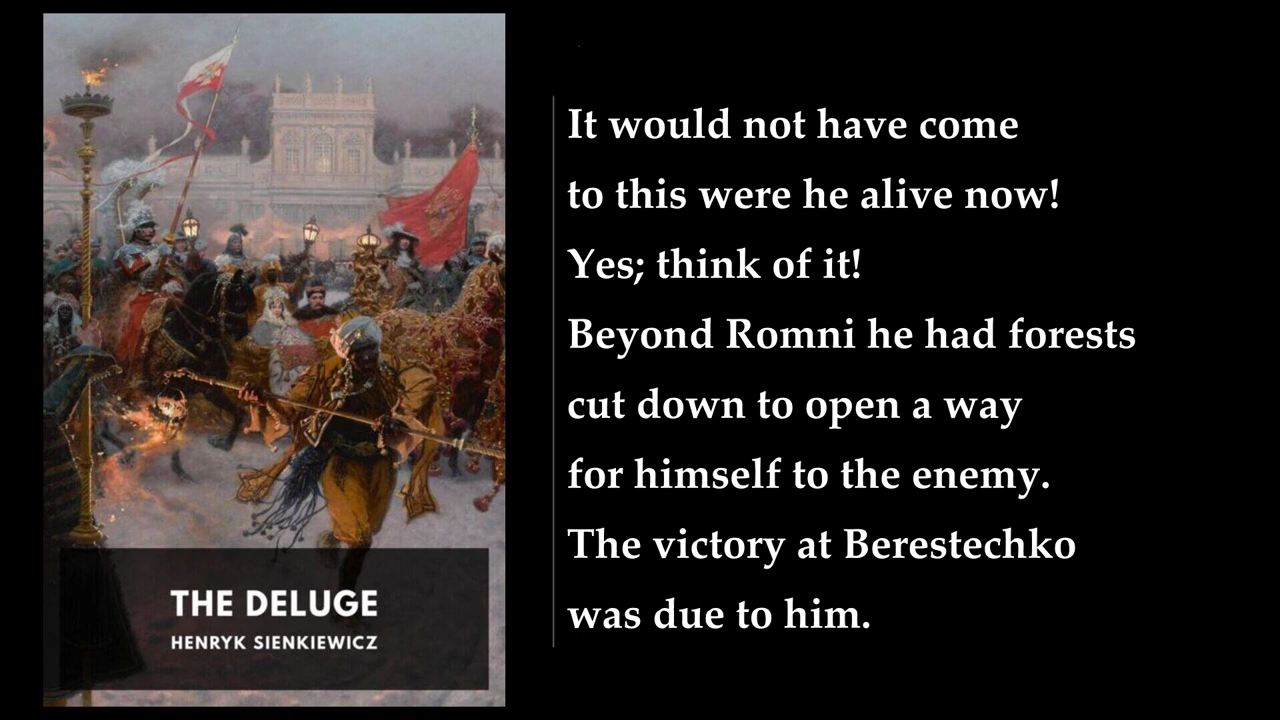 THE DELUGE
HENRYK SIENKIEWICZ
It would not have come
to this were he alive now!
Yes; think of it!
Beyond Romni he had forests
cut down to open a way
for himself to the enemy.
The victory at Berestechko
was due to him.